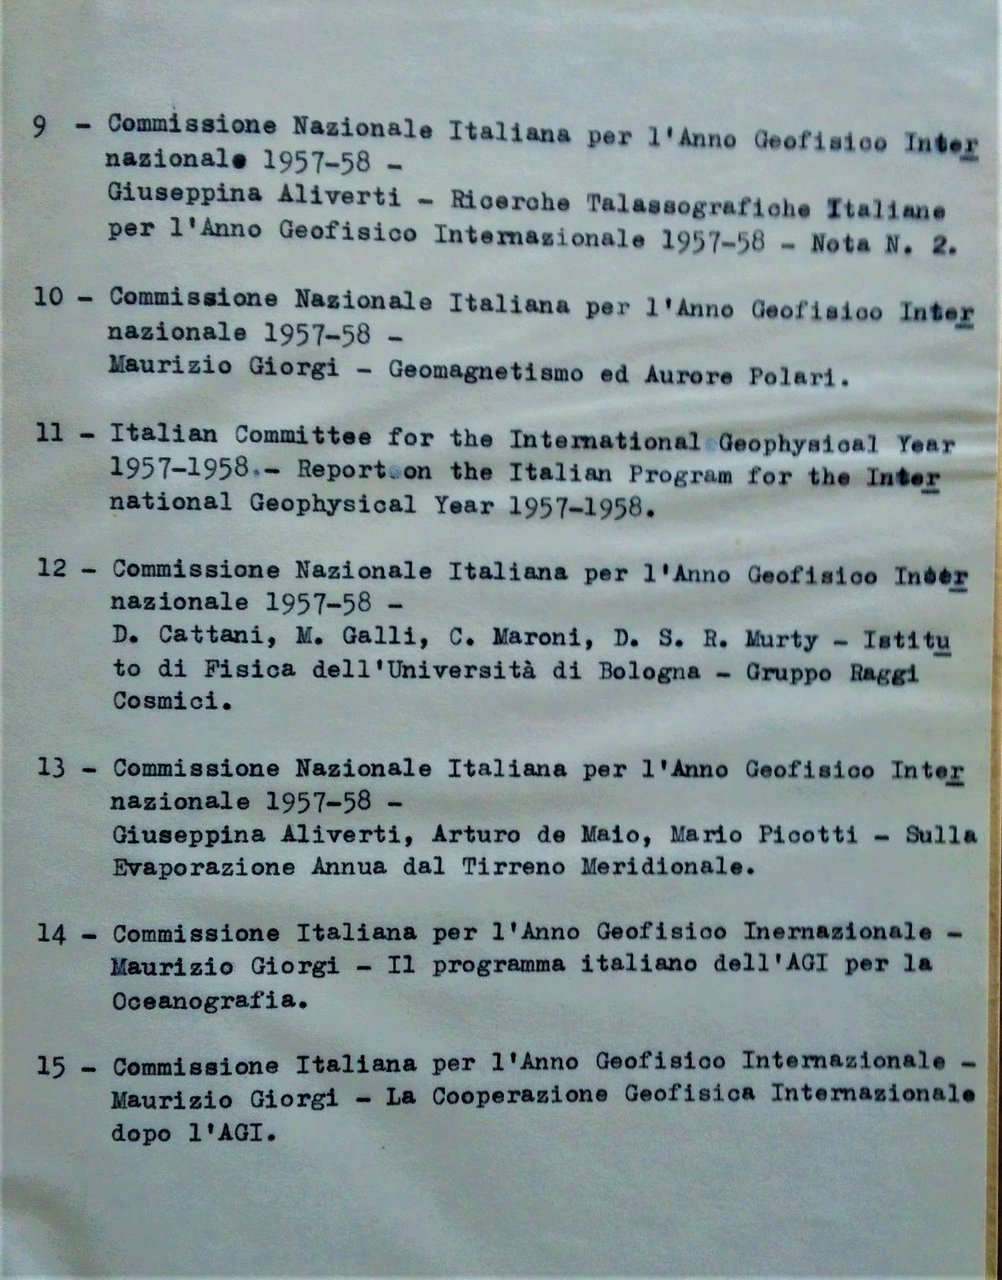 9 - Commissione Nazionale Italiana per l'Anno Geofisico Inter
nazionale 1957-58 -
Giuseppina Aliverti - Ricerche Talassografiche Italiane
per l'Anno Geofisico Internazionale 1957-58 - Nota N. 2.
10 - Commissione Nazionale Italiana per l'Anno Geofisico Inter
nazionale 1957-58 -
Maurizio Giorgi - Geomagnetismo ed Aurore Polari.
11 - Italian Committee for the International Geophysical Year
1957-1958.- Report on the Italian Program for the Inter
national Geophysical Year 1957-1958.
12 - Commissione Nazionale Italiana per l'Anno Geofisico Inter
nazionale 1957-58 -
D. Cattani, M. Galli, C. Maroni, D. S. R. Murty - Istitu
to di Fisica dell'Università di Bologna - Gruppo Raggi
Cosmici.
13 - Commissione Nazionale Italiana per l'Anno Geofisico Inter
nazionale 1957-58 -
Giuseppina Aliverti, Arturo de Maio, Mario Picotti - Sulla
Evaporazione Annua dal Tirreno Meridionale.
14 - Commissione Italiana per l'Anno Geofisico Inernazionale -
Maurizio Giorgi - Il programma italiano dell'AGI per la
Oceanografia.
15 - Commissione Italiana per l'Anno Geofisico Internazionale -
Maurizio Giorgi - La Cooperazione Geofisica Internazionale
dopo l'AGI.